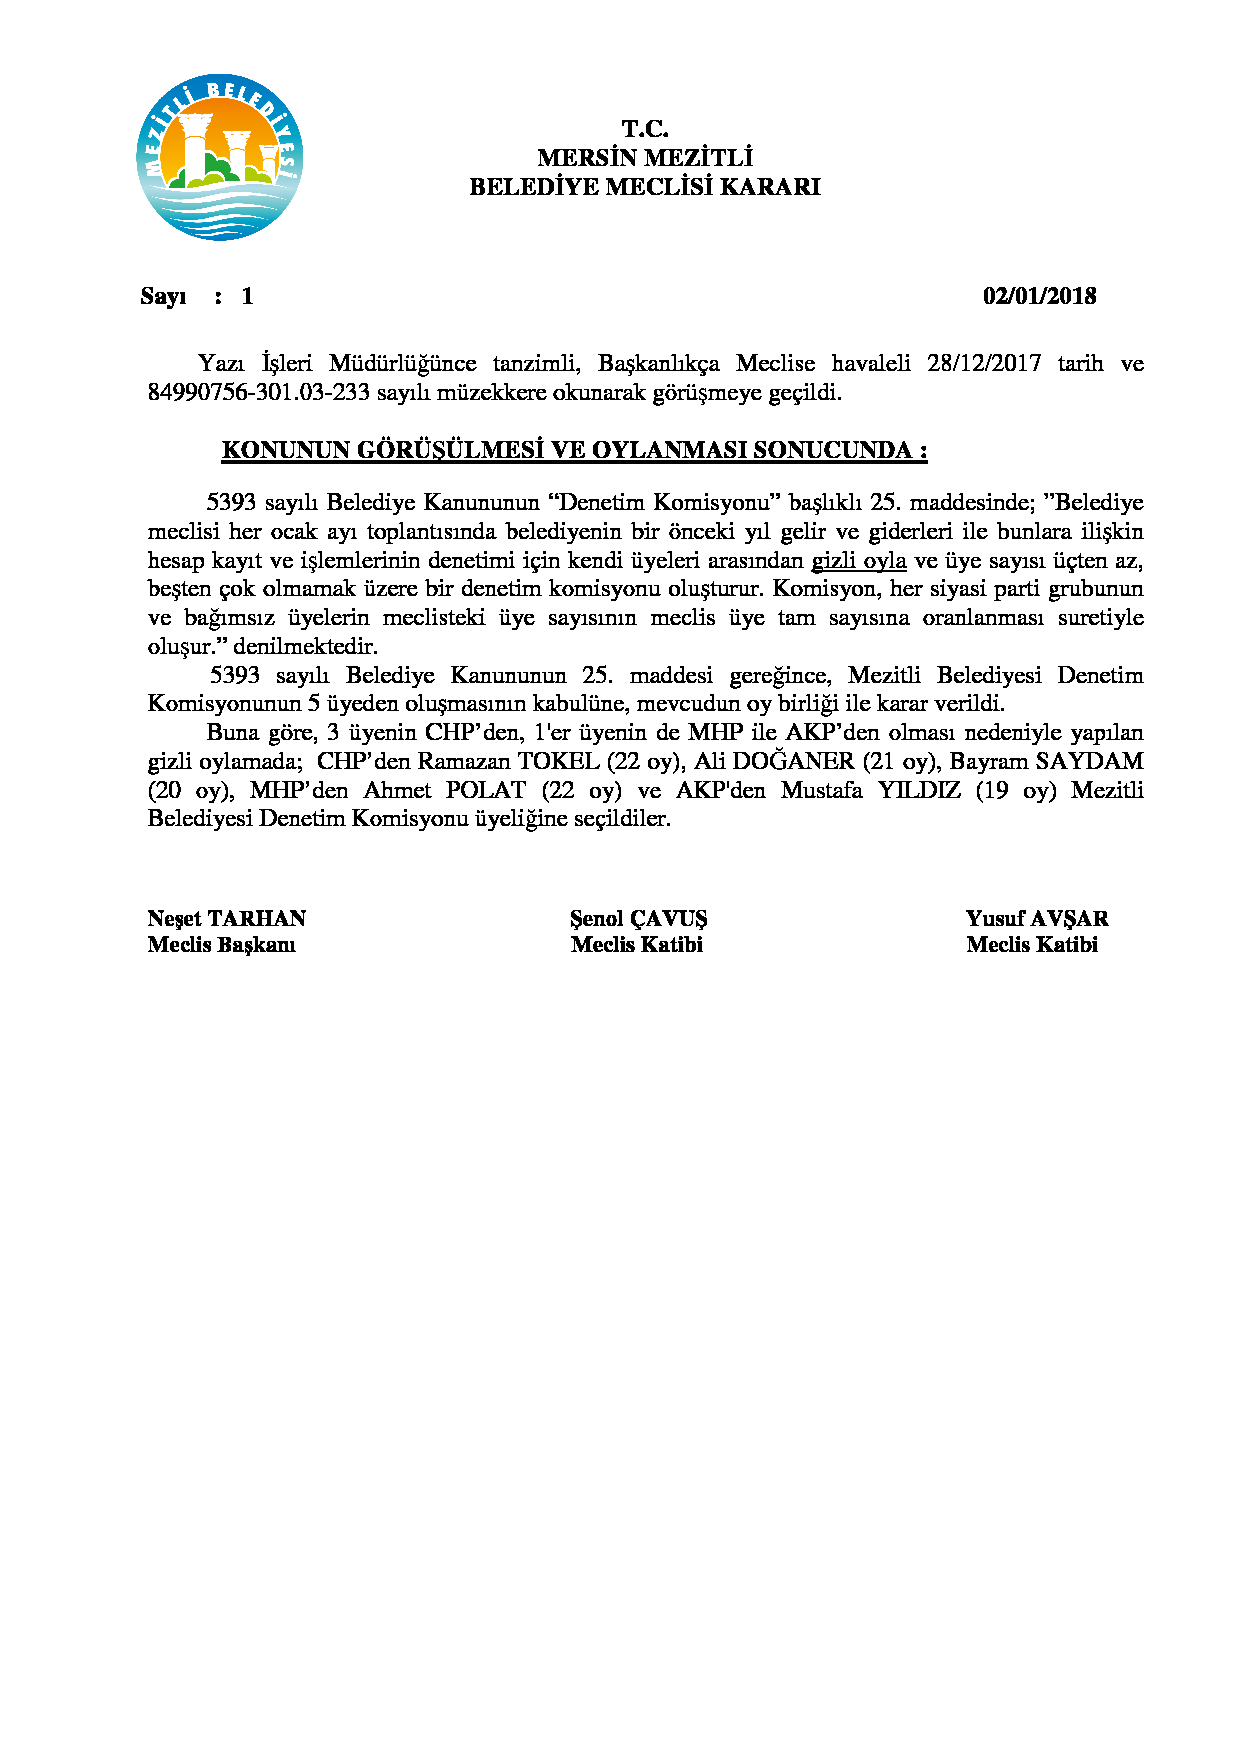 MEZİTLİ BELEDİYESİ
T.C.
MERSİN MEZİTLİ
BELEDİYE MECLİSİ KARARI
Sayı : 1 02/01/2018
Yazı İşleri Müdürlüğünce tanzimli, Başkanlıkça Meclise havaleli 28/12/2017 tarih ve
84990756-301.03-233 sayılı müzekkere okunarak görüşmeye geçildi.
KONUNUN GÖRÜŞÜLMESİ VE OYLANMASI SONUCUNDA :
5393 sayılı Belediye Kanununun “Denetim Komisyonu” başlıklı 25. maddesinde; ”Belediye
meclisi her ocak ayı toplantısında belediyenin bir önceki yıl gelir ve giderleri ile bunlara ilişkin
hesap kayıt ve işlemlerinin denetimi için kendi üyeleri arasından gizli oyla ve üye sayısı üçten az,
beşten çok olmamak üzere bir denetim komisyonu oluşturur. Komisyon, her siyasi parti grubunun
ve bağımsız üyelerin meclisteki üye sayısının meclis üye tam sayısına oranlanması suretiyle
oluşur.” denilmektedir.
5393 sayılı Belediye Kanununun 25. maddesi gereğince, Mezitli Belediyesi Denetim
Komisyonunun 5 üyeden oluşmasının kabulüne, mevcudun oy birliği ile karar verildi.
Buna göre, 3 üyenin CHP’den, 1'er üyenin de MHP ile AKP’den olması nedeniyle yapılan
gizli oylamada; CHP’den Ramazan TOKEL (22 oy), Ali DOĞANER (21 oy), Bayram SAYDAM
(20 oy), MHP’den Ahmet POLAT (22 oy) ve AKP'den Mustafa YILDIZ (19 oy) Mezitli
Belediyesi Denetim Komisyonu üyeliğine seçildiler.
Neşet TARHAN Şenol ÇAVUŞ Yusuf AVŞAR
Meclis Başkanı Meclis Katibi Meclis Katibi